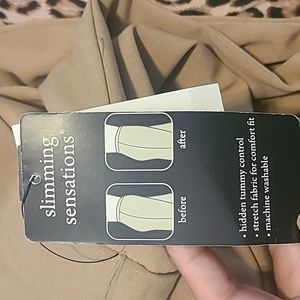 slimming
sensations®
after
before
• hidden tummy control
• stretch fabric for comfort fit
• machine washable